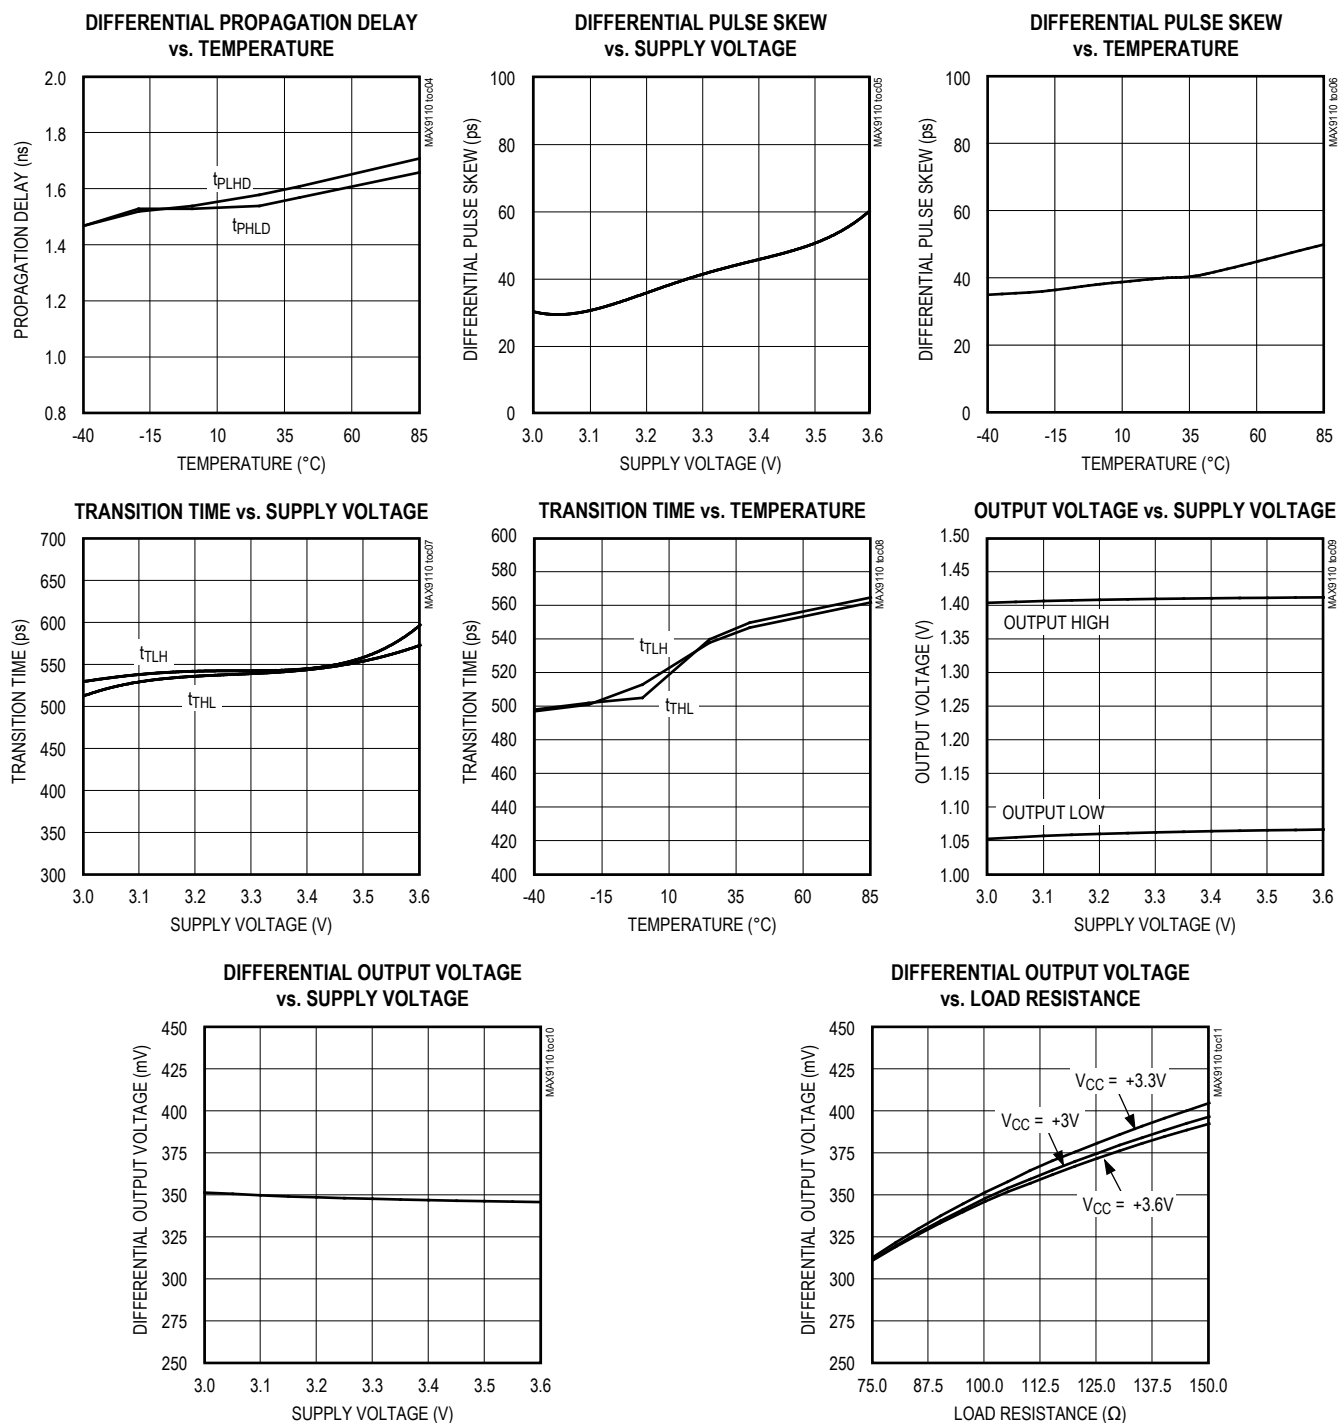 DIFFERENTIAL PROPAGATION DELAY
vs. TEMPERATURE
MAX9110 toc04
PROPAGATION DELAY (ns)
2.0
1.8
1.6
1.4
1.2
1.0
0.8
tPLHD
tPHLD
-40 -15 10 35 60 85
TEMPERATURE (°C)
DIFFERENTIAL PULSE SKEW
vs. SUPPLY VOLTAGE
MAX9110 toc05
DIFFERENTIAL PULSE SKEW (ps)
100
80
60
40
20
0
3.0 3.1 3.2 3.3 3.4 3.5 3.6
SUPPLY VOLTAGE (V)
DIFFERENTIAL PULSE SKEW
vs. TEMPERATURE
MAX9110 toc06
DIFFERENTIAL PULSE SKEW (ps)
100
80
60
40
20
0
-40 -15 10 35 60 85
TEMPERATURE (°C)
TRANSITION TIME vs. SUPPLY VOLTAGE
MAX9110 toc07
TRANSITION TIME (ps)
700
650
600
550
500
450
400
350
300
tTLH
tTHL
3.0 3.1 3.2 3.3 3.4 3.5 3.6
SUPPLY VOLTAGE (V)
TRANSITION TIME vs. TEMPERATURE
MAX9110 toc08
TRANSITION TIME (ps)
600
580
560
540
520
500
480
460
440
420
400
tTLH
tTHL
-40 -15 10 35 60 85
TEMPERATURE (°C)
OUTPUT VOLTAGE vs. SUPPLY VOLTAGE
MAX9110 toc09
OUTPUT VOLTAGE (V)
1.50
1.45
1.40
1.35
1.30
1.25
1.20
1.15
1.10
1.05
1.00
OUTPUT HIGH
OUTPUT LOW
3.0 3.1 3.2 3.3 3.4 3.5 3.6
SUPPLY VOLTAGE (V)
DIFFERENTIAL OUTPUT VOLTAGE
vs. SUPPLY VOLTAGE
MAX9110 toc10
DIFFERENTIAL OUTPUT VOLTAGE (mV)
450
425
400
375
350
325
300
275
250
3.0 3.1 3.2 3.3 3.4 3.5 3.6
SUPPLY VOLTAGE (V)
DIFFERENTIAL OUTPUT VOLTAGE
vs. LOAD RESISTANCE
MAX9110 toc11
DIFFERENTIAL OUTPUT VOLTAGE (mV)
450
425
400
375
350
325
300
275
250
VCC = +3.3V
VCC = +3V
VCC = +3.6V
75.0 87.5 100.0 112.5 125.0 137.5 150.0
LOAD RESISTANCE (Ω)